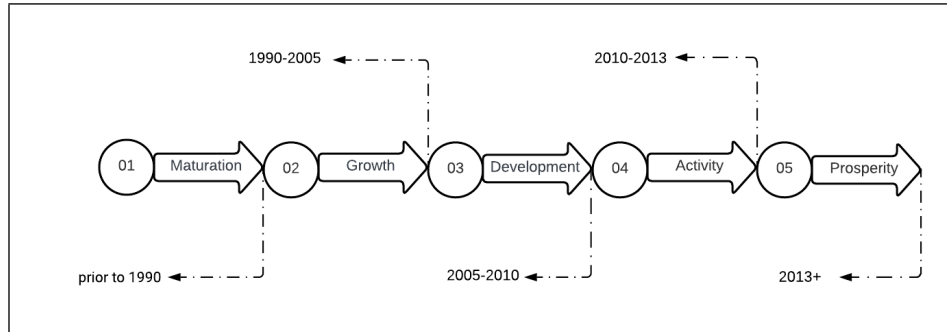 1990-2005
2010-2013
01 Maturation 02 Growth 03 Development 04 Activity 05 Prosperity
prior to 1990
2005-2010
2013+